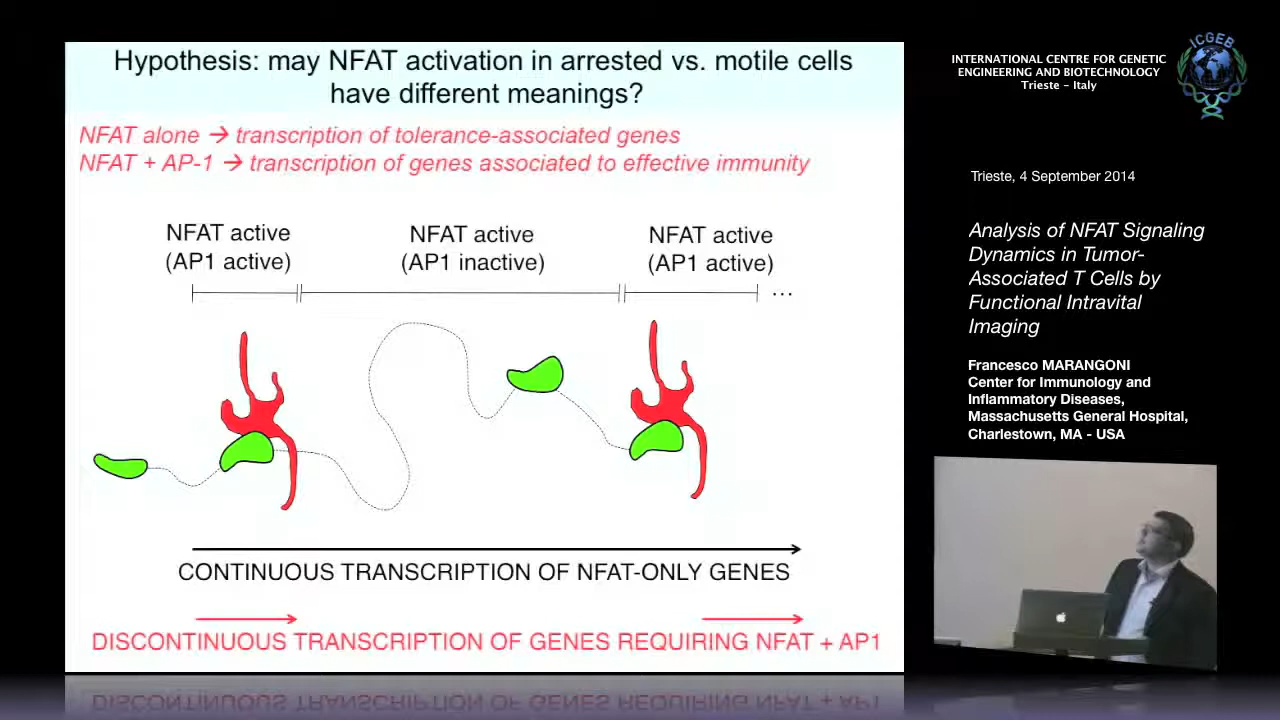 Hypothesis: may NFAT activation in arrested vs. motile cells
have different meanings?
NFAT alone → transcription of tolerance-associated genes
NFAT + AP-1 → transcription of genes associated to effective immunity
NFAT active
(AP1 active)
NFAT active
(AP1 inactive)
NFAT active
(AP1 active)
...
CONTINUOUS TRANSCRIPTION OF NFAT-ONLY GENES
DISCONTINUOUS TRANSCRIPTION OF GENES REQUIRING NFAT + AP1
INTERNATIONAL CENTRE FOR GENETIC
ENGINEERING AND BIOTECHNOLOGY
Trieste - Italy
ICGEB
Trieste, 4 September 2014
Analysis of NFAT Signaling
Dynamics in Tumor-
Associated T Cells by
Functional Intravital
Imaging
Francesco MARANGONI
Center for Immunology and
Inflammatory Diseases,
Massachusetts General Hospital,
Charlestown, MA - USA